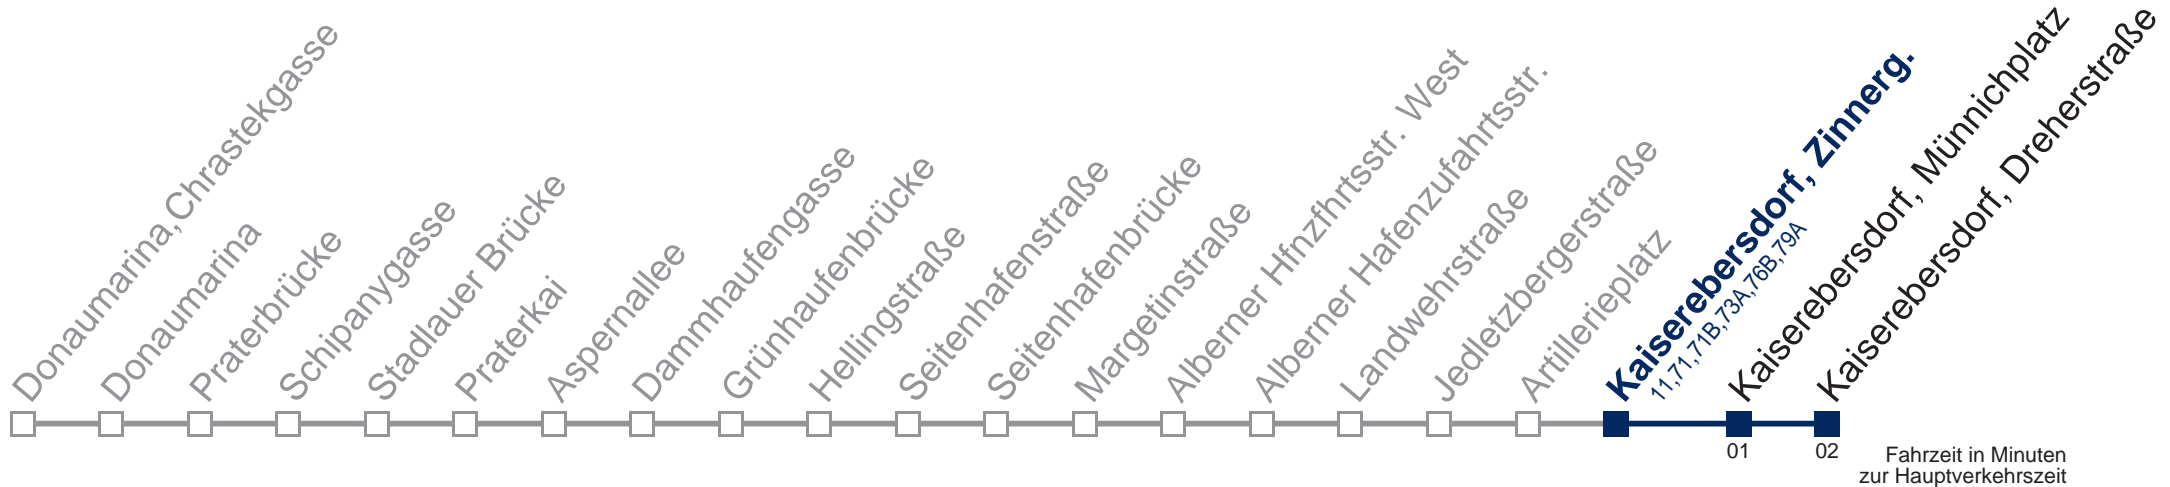 Donaumarina, Chrastekgasse
Donaumarina
Praterbrücke
Schipanygasse
Stadlauer Brücke
Praterkai
Aspernallee
Dammhaufengasse
Grünhaufenbrücke
Hellingstraße
Seitenhafenstraße
Seitenhafenbrücke
Margetinstraße
Alberner Hfnzfhrtsstr. West
Alberner Hafenzufahrtsstr.
Landwehrstraße
Jedletzbergerstraße
Artillerieplatz
Kaiserebersdorf, Zinnerg.
11,71,71B,73A,76B,79A
Kaiserebersdorf, Münnichplatz
Kaiserebersdorf, Dreherstraße
01
02
Fahrzeit in Minuten
zur Hauptverkehrszeit